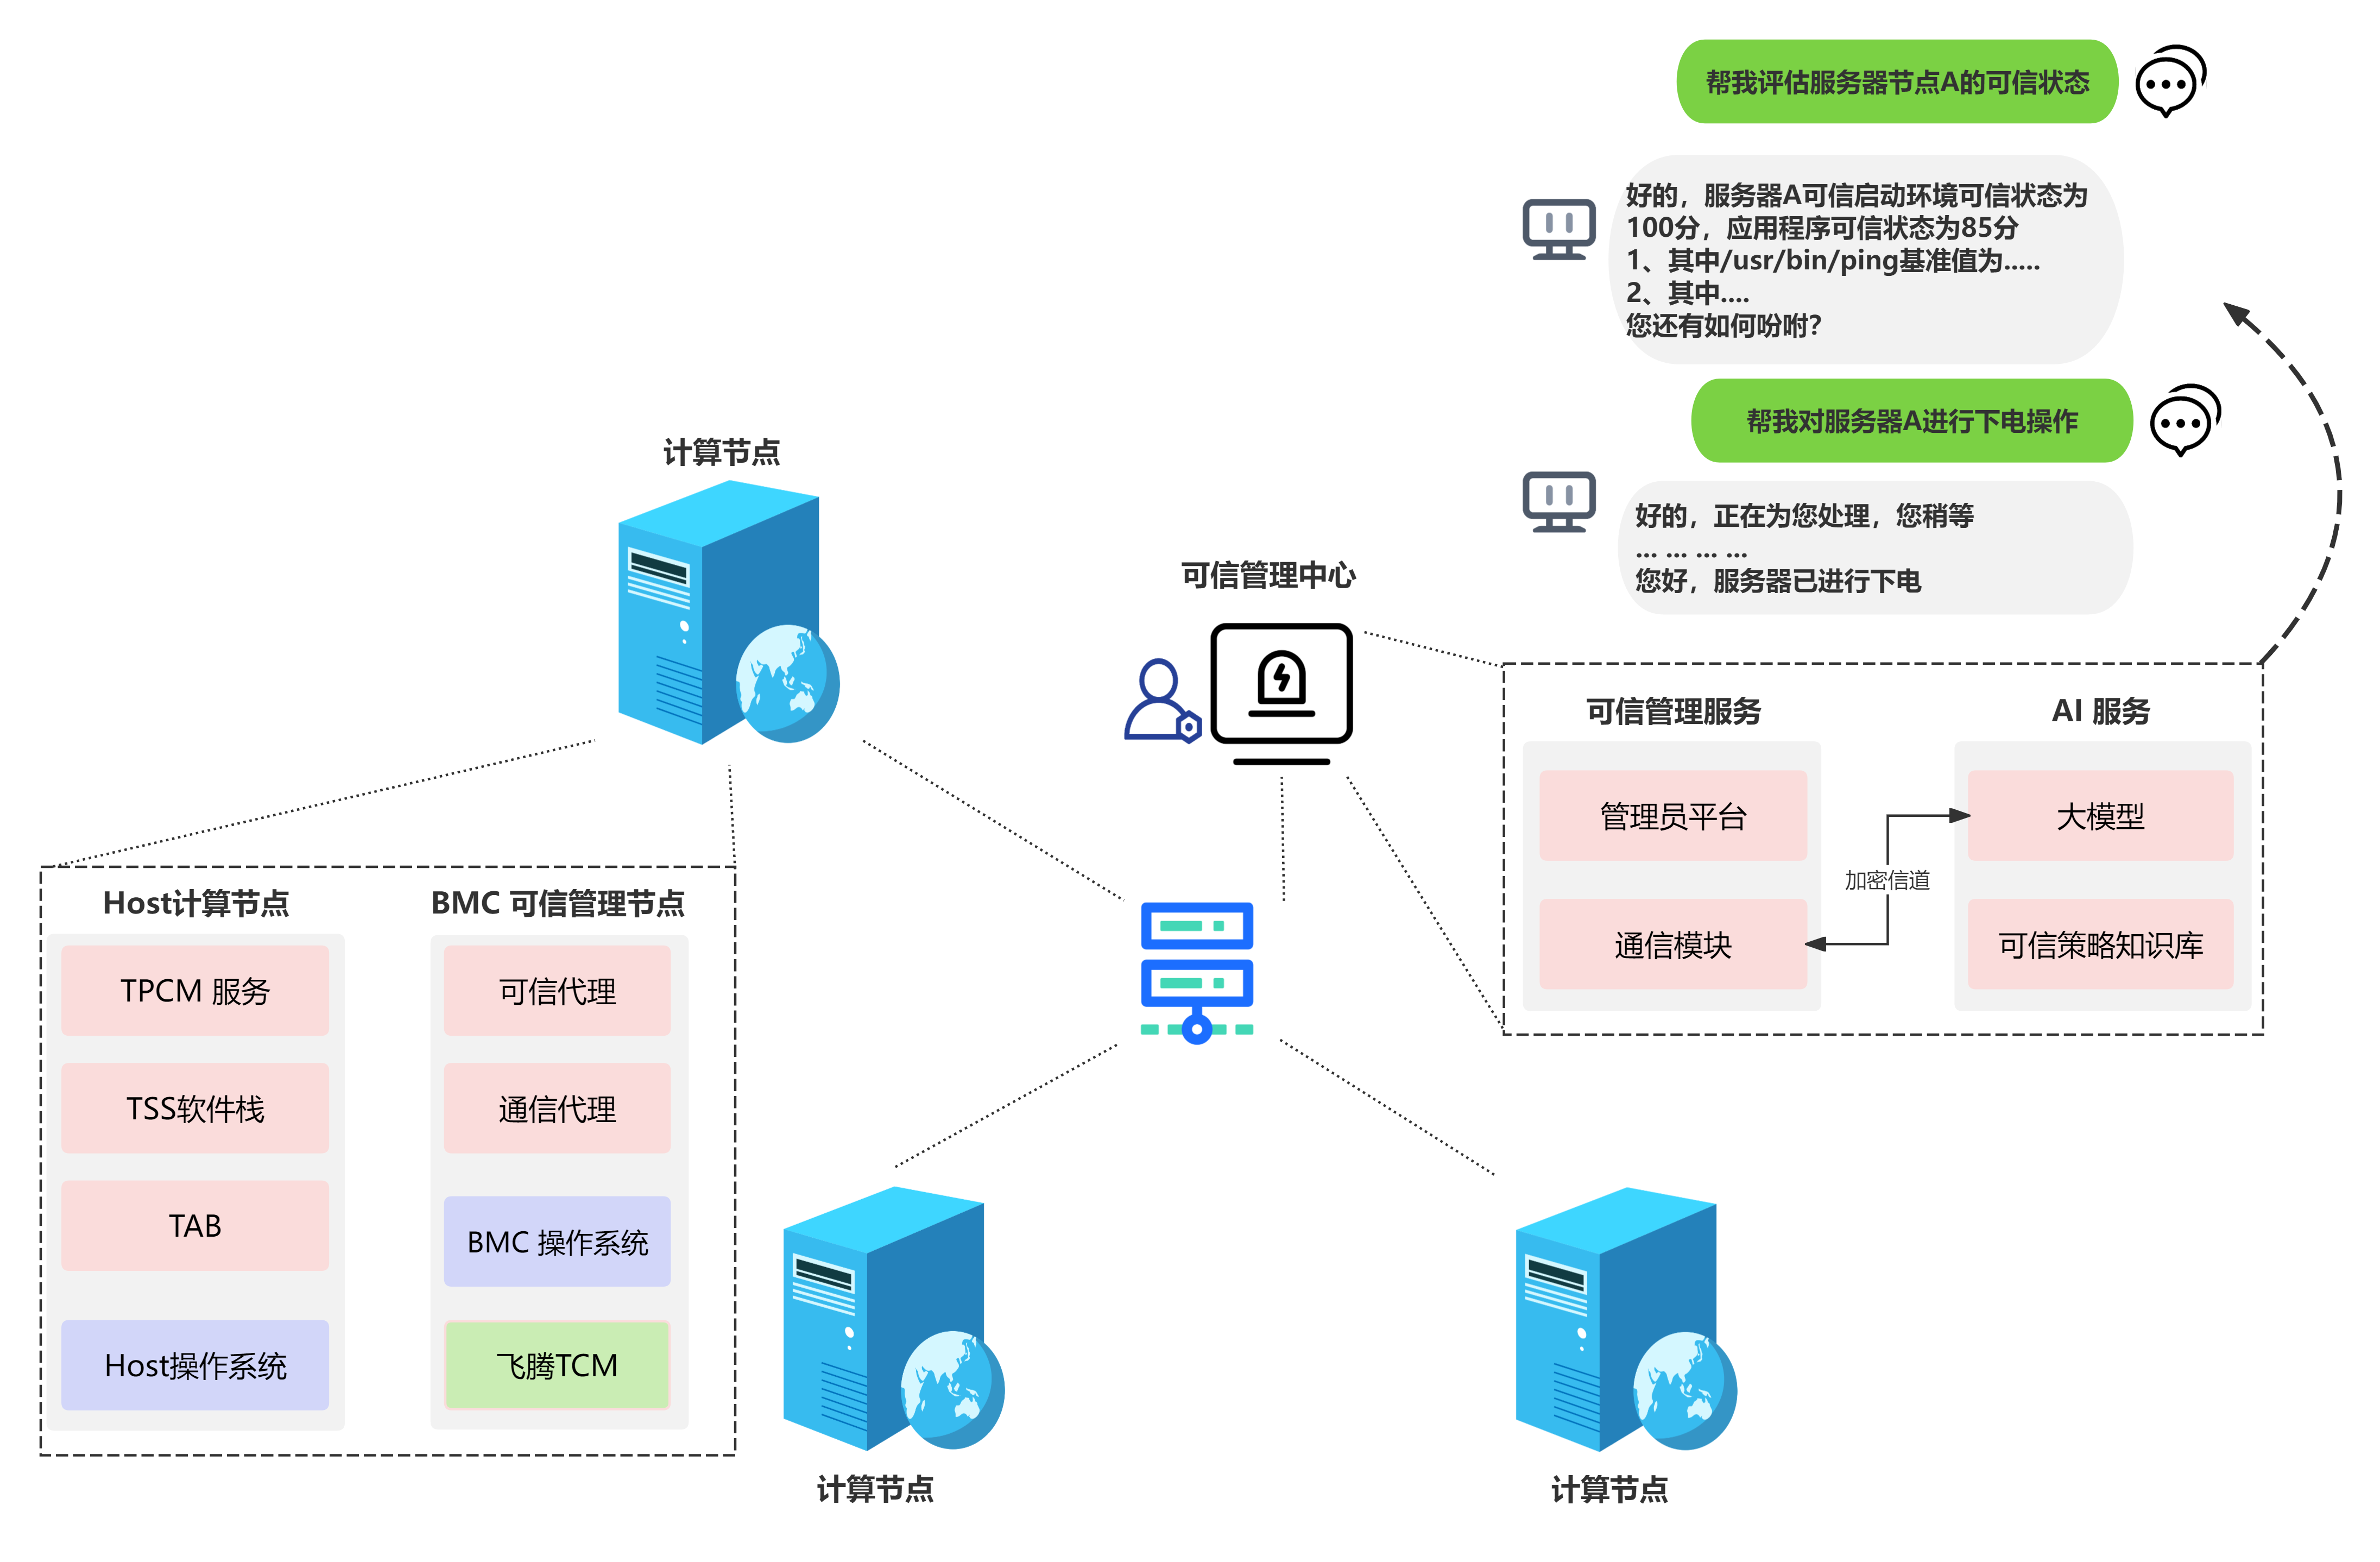 帮我评估服务器节点A的可信状态
好的，服务器A可信启动环境可信状态为
100分，应用程序可信状态为85分
1、其中/usr/bin/ping基准值为.....
2、其中....
您还有如何吩咐？
帮我对服务器A进行下电操作
好的，正在为您处理，您稍等
... ... ... ...
您好，服务器已进行下电
计算节点
可信管理中心
可信管理服务
AI 服务
管理员平台
大模型
加密信道
通信模块
可信策略知识库
Host计算节点
BMC 可信管理节点
TPCM 服务
可信代理
TSS软件栈
通信代理
TAB
BMC 操作系统
Host操作系统
飞腾TCM
计算节点
计算节点